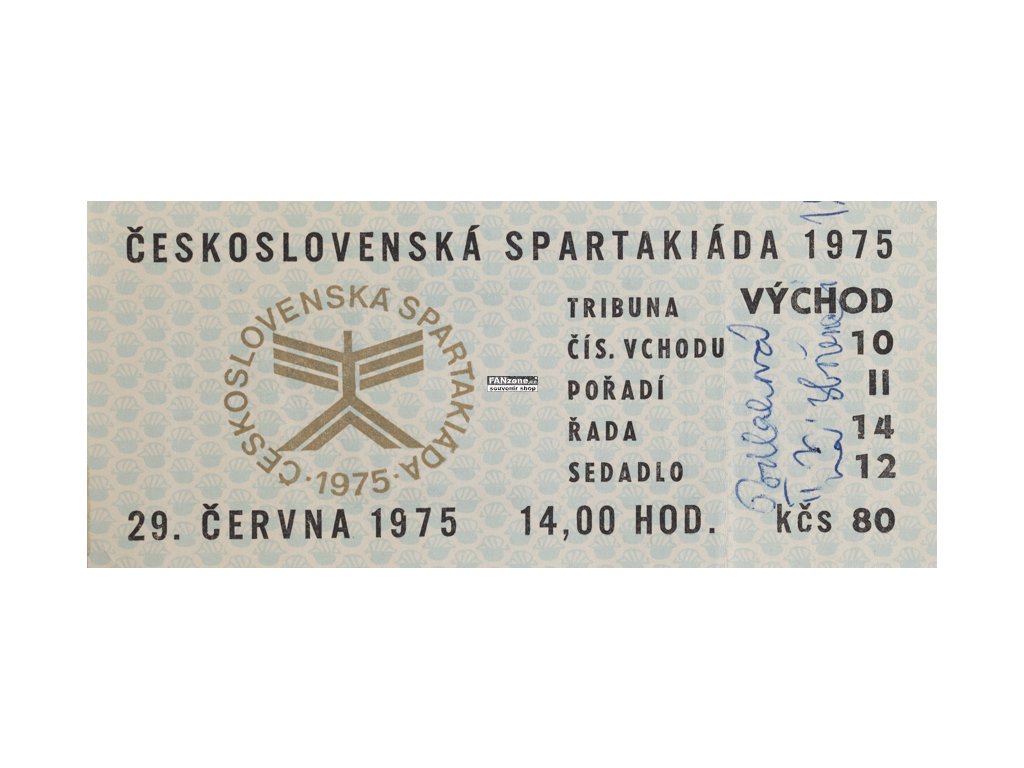 ČESKOSLOVENSKÁ SPARTAKIÁDA 1975
ČESKOSLOVENSKÁ SPARTAKIÁDA
·1975·
TRIBUNA VÝCHOD
ČÍS. VCHODU 10
POŘADÍ II
ŘADA 14
SEDADLO 12
29. ČERVNA 1975 14,00 HOD. KČS 80
FANzone.cz
souvenir shop